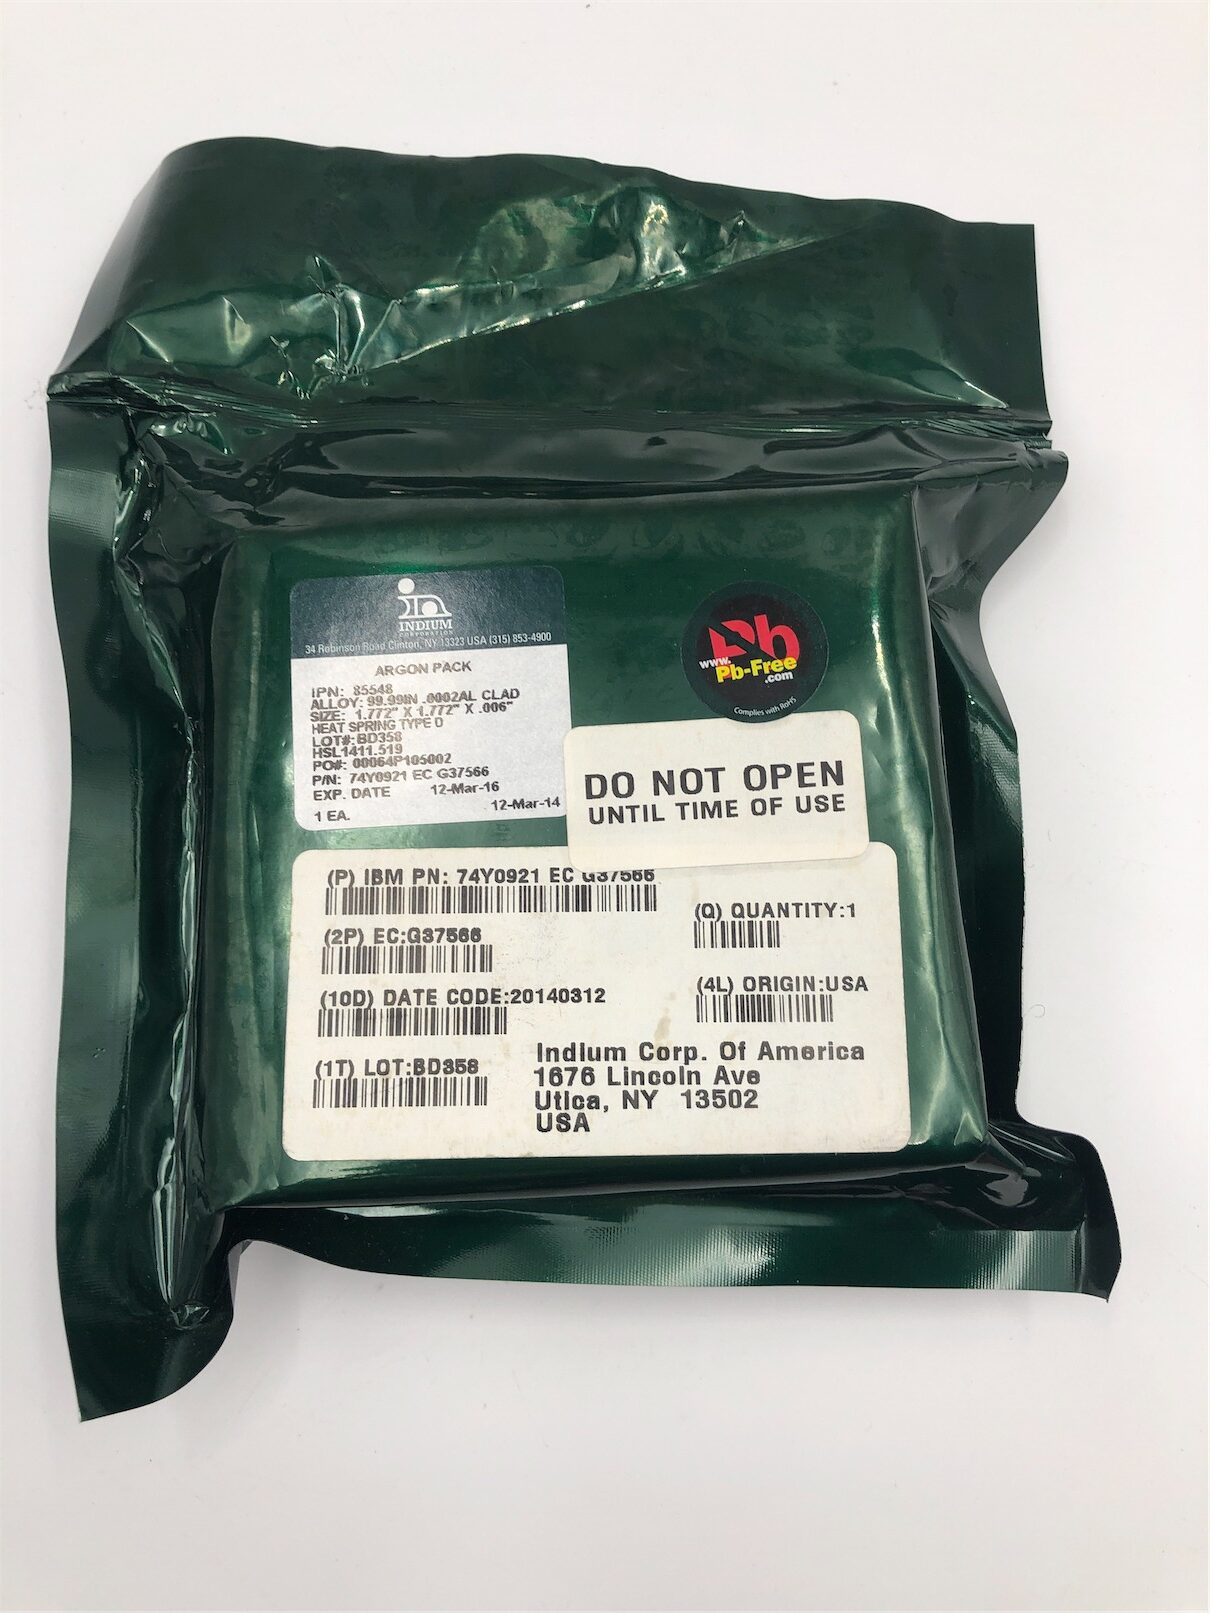 INDIUM
CORPORATION
34 Robinson Road Clinton, NY 13323 USA (315) 853-4900
ARGON PACK
IPN: 85548
ALLOY: 99.99IN .0002AL CLAD
SIZE: 1.772" X 1.772" X .006"
HEAT SPRING TYPE D
LOT#: BD358
HSL1411.519
PO#: 00064P105002
P/N: 74Y0921 EC G37566
EXP. DATE 12-Mar-16
12-Mar-14
1 EA.
Pb
www.
Pb-Free
.com
Complies with RoHS
DO NOT OPEN
UNTIL TIME OF USE
(P) IBM PN: 74Y0921 EC G37566
(Q) QUANTITY:1
(2P) EC:G37566
(10D) DATE CODE:20140312
(4L) ORIGIN:USA
(1T) LOT:BD358
Indium Corp. Of America
1676 Lincoln Ave
Utica, NY 13502
USA